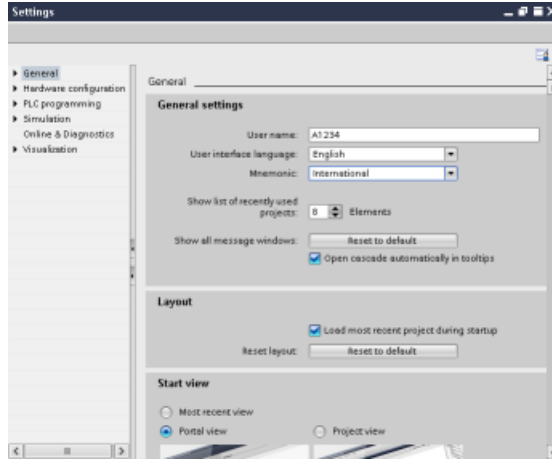 Settings
General
Hardware configuration
PLC programming
Simulation
Online & Diagnostics
Visualization
General
General settings
User name: A1234
User interface language: English
Mnemonic: International
Show list of recently used
projects: 8 Elements
Show all message windows: Reset to default
Open cascade automatically in tooltips
Layout
Load most recent project during startup
Reset layout: Reset to default
Start view
Most recent view
Portal view Project view